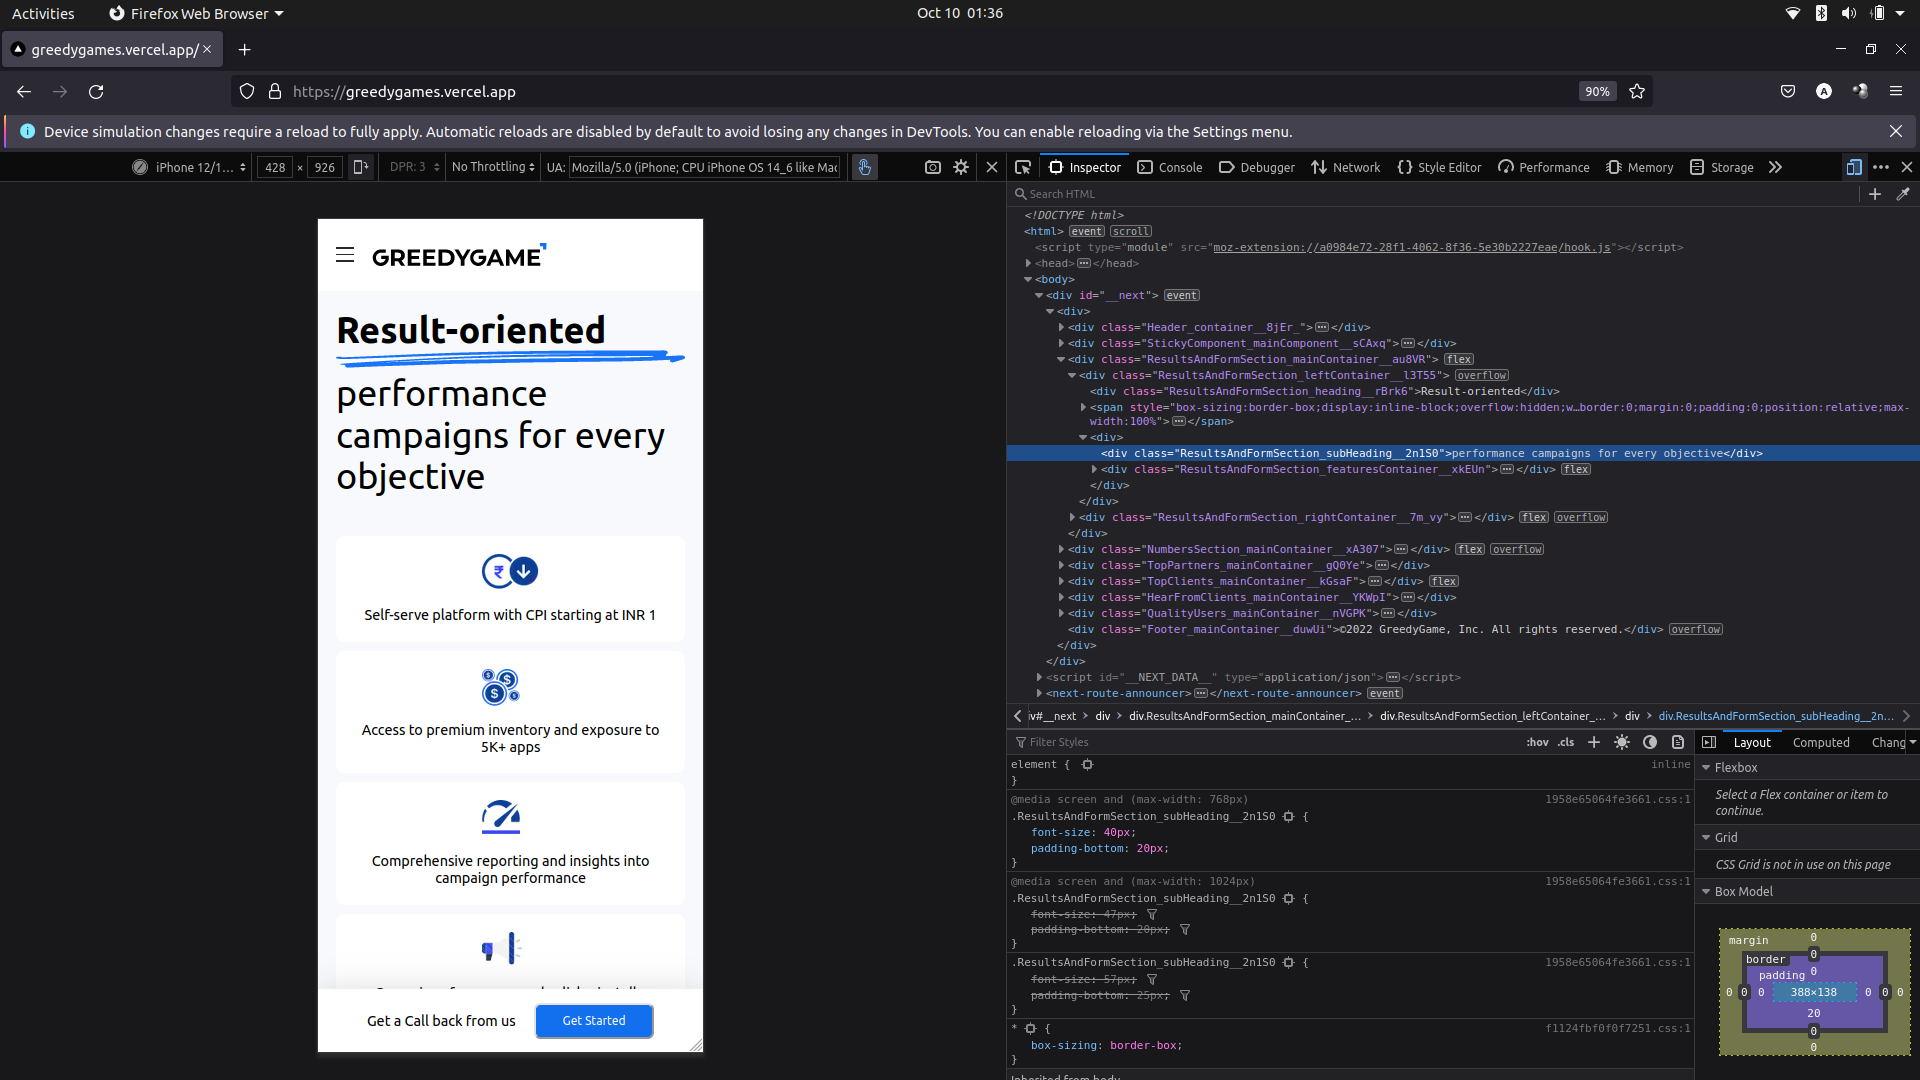 Activities
Firefox Web Browser
Oct 10 01:36
greedygames.vercel.app/
https://greedygames.vercel.app
90%
Device simulation changes require a reload to fully apply. Automatic reloads are disabled by default to avoid losing any changes in DevTools. You can enable reloading via the Settings menu.
iPhone 12/1... 428 × 926 DPR: 3 No Throttling UA: Mozilla/5.0 (iPhone; CPU iPhone OS 14_6 like Mac
Inspector Console Debugger Network Style Editor Performance Memory Storage
GREEDYGAME
Result-oriented
performance
campaigns for every
objective
₹
Self-serve platform with CPI starting at INR 1
Access to premium inventory and exposure to
5K+ apps
Comprehensive reporting and insights into
campaign performance
Get a Call back from us
Get Started
Search HTML
<!DOCTYPE html>
<html> event scroll
<script type="module" src="moz-extension://a0984e72-28f1-4062-8f36-5e30b2227eae/hook.js"></script>
<head></head>
<body>
<div id="__next"> event
<div>
<div class="Header_container__8jEr_"></div>
<div class="StickyComponent_mainComponent__sCAxq"></div>
<div class="ResultsAndFormSection_mainContainer__au8VR"> flex
<div class="ResultsAndFormSection_leftContainer__l3T55"> overflow
<div class="ResultsAndFormSection_heading__rBrk6">Result-oriented</div>
<span style="box-sizing:border-box;display:inline-block;overflow:hidden;w…border:0;margin:0;padding:0;position:relative;max-
width:100%"></span>
<div>
<div class="ResultsAndFormSection_subHeading__2n1S0">performance campaigns for every objective</div>
<div class="ResultsAndFormSection_featuresContainer__xkEUn"></div> flex
</div>
</div>
<div class="ResultsAndFormSection_rightContainer__7m_vy"></div> flex overflow
</div>
<div class="NumbersSection_mainContainer__xA307"></div> flex overflow
<div class="TopPartners_mainContainer__gQ0Ye"></div>
<div class="TopClients_mainContainer__kGsaF"></div> flex
<div class="HearFromClients_mainContainer__YKWpI"></div>
<div class="QualityUsers_mainContainer__nVGPK"></div>
<div class="Footer_mainContainer__duwUi">©2022 GreedyGame, Inc. All rights reserved.</div> overflow
</div>
</div>
<script id="__NEXT_DATA__" type="application/json"></script>
<next-route-announcer></next-route-announcer> event
iv#__next div div.ResultsAndFormSection_mainContainer_... div.ResultsAndFormSection_leftContainer_... div div.ResultsAndFormSection_subHeading__2n...
Filter Styles
:hov .cls
element { inline
}
@media screen and (max-width: 768px) 1958e65064fe3661.css:1
.ResultsAndFormSection_subHeading__2n1S0 {
font-size: 40px;
padding-bottom: 20px;
}
@media screen and (max-width: 1024px) 1958e65064fe3661.css:1
.ResultsAndFormSection_subHeading__2n1S0 {
font-size: 47px;
padding-bottom: 20px;
}
.ResultsAndFormSection_subHeading__2n1S0 { 1958e65064fe3661.css:1
font-size: 57px;
padding-bottom: 25px;
}
* { f1124fbf0f0f7251.css:1
box-sizing: border-box;
}
Inherited from body
Layout Computed Chang
Flexbox
Select a Flex container or item to
continue.
Grid
CSS Grid is not in use on this page
Box Model
margin 0
border 0
padding 0
0 0 0 388×138 0 0 0
20
0
0